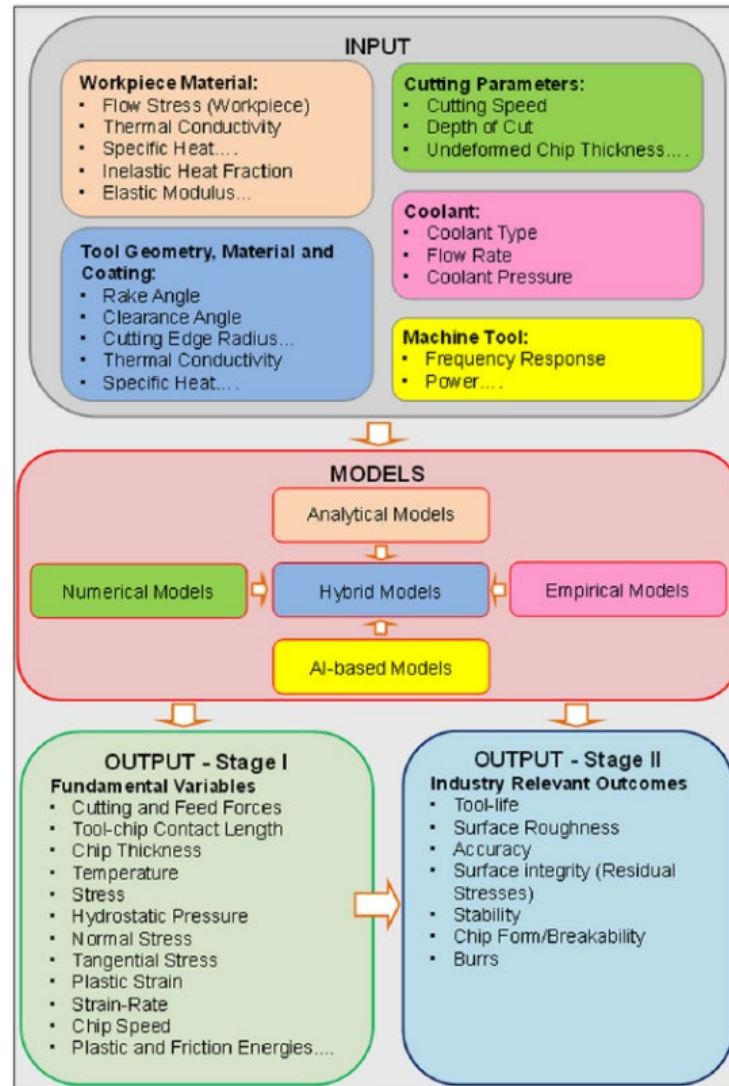 INPUT
Workpiece Material:
• Flow Stress (Workpiece)
• Thermal Conductivity
• Specific Heat....
• Inelastic Heat Fraction
• Elastic Modulus...
Tool Geometry, Material and
Coating:
• Rake Angle
• Clearance Angle
• Cutting Edge Radius...
• Thermal Conductivity
• Specific Heat....
Cutting Parameters:
• Cutting Speed
• Depth of Cut
• Undeformed Chip Thickness....
Coolant:
• Coolant Type
• Flow Rate
• Coolant Pressure
Machine Tool:
• Frequency Response
• Power....
MODELS
Analytical Models
Numerical Models
Hybrid Models
Empirical Models
AI-based Models
OUTPUT - Stage I
Fundamental Variables
• Cutting and Feed Forces
• Tool-chip Contact Length
• Chip Thickness
• Temperature
• Stress
• Hydrostatic Pressure
• Normal Stress
• Tangential Stress
• Plastic Strain
• Strain-Rate
• Chip Speed
• Plastic and Friction Energies....
OUTPUT - Stage II
Industry Relevant Outcomes
• Tool-life
• Surface Roughness
• Accuracy
• Surface integrity (Residual
Stresses)
• Stability
• Chip Form/Breakability
• Burrs